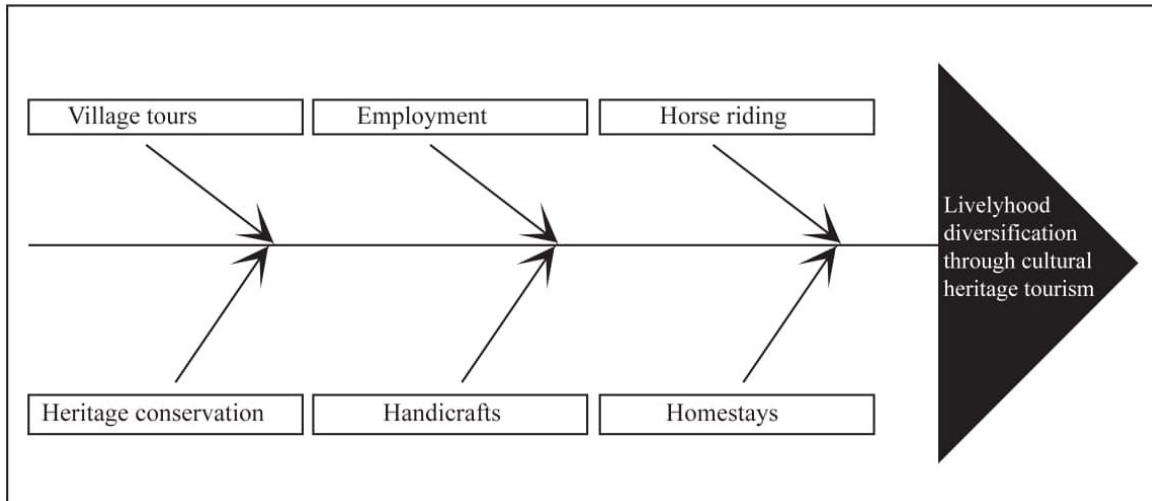 Village tours
Employment
Horse riding
Livelyhood
diversification
through cultural
heritage tourism
Heritage conservation
Handicrafts
Homestays